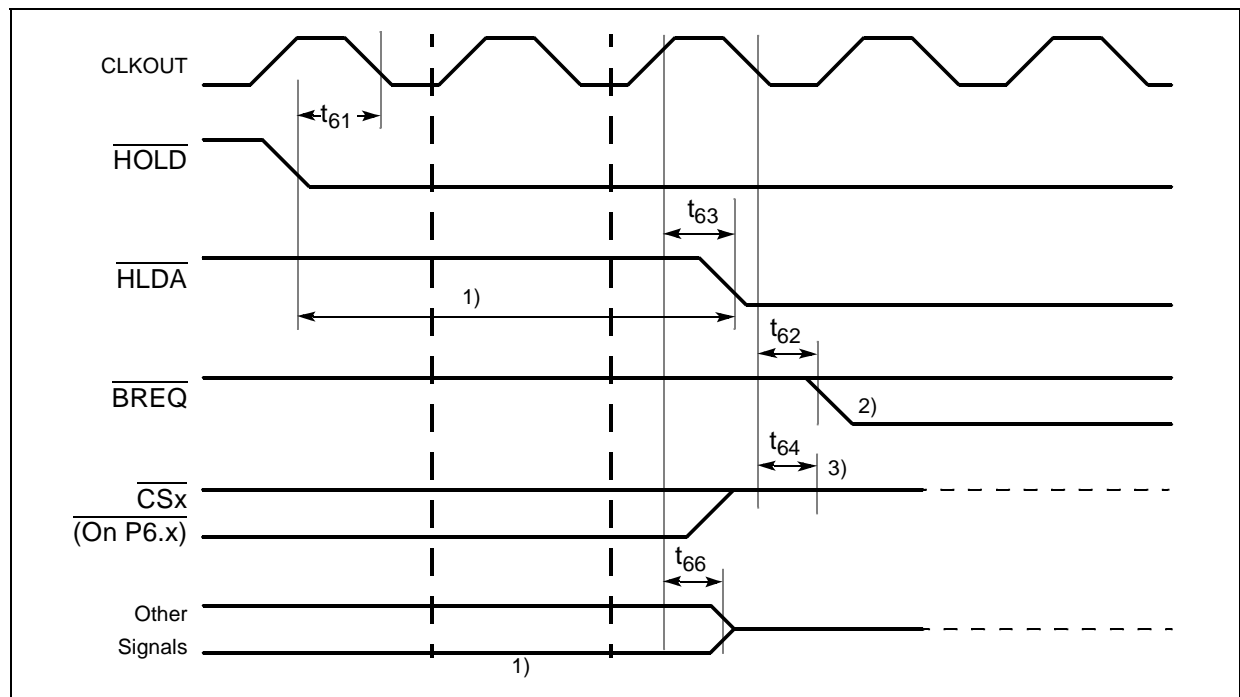 CLKOUT
t61
HOLD
t63
HLDA
1)
t62
BREQ
2)
t64
3)
CSx
(On P6.x)
t66
Other
Signals
1)